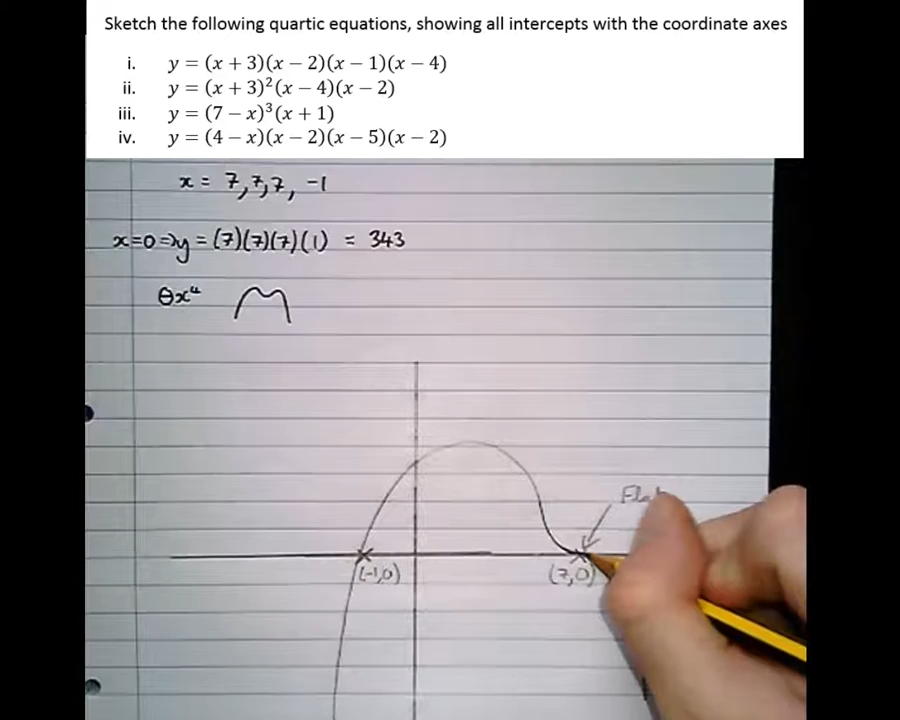 Sketch the following quartic equations, showing all intercepts with the coordinate axes
i. y = (x + 3)(x − 2)(x − 1)(x − 4)
ii. y = (x + 3)²(x − 4)(x − 2)
iii. y = (7 − x)³(x + 1)
iv. y = (4 − x)(x − 2)(x − 5)(x − 2)
x = 7,7,7, -1
x=0 ⇒ y = (7)(7)(7)(1) = 343
⊖x⁴
(-1,0) (7,0)